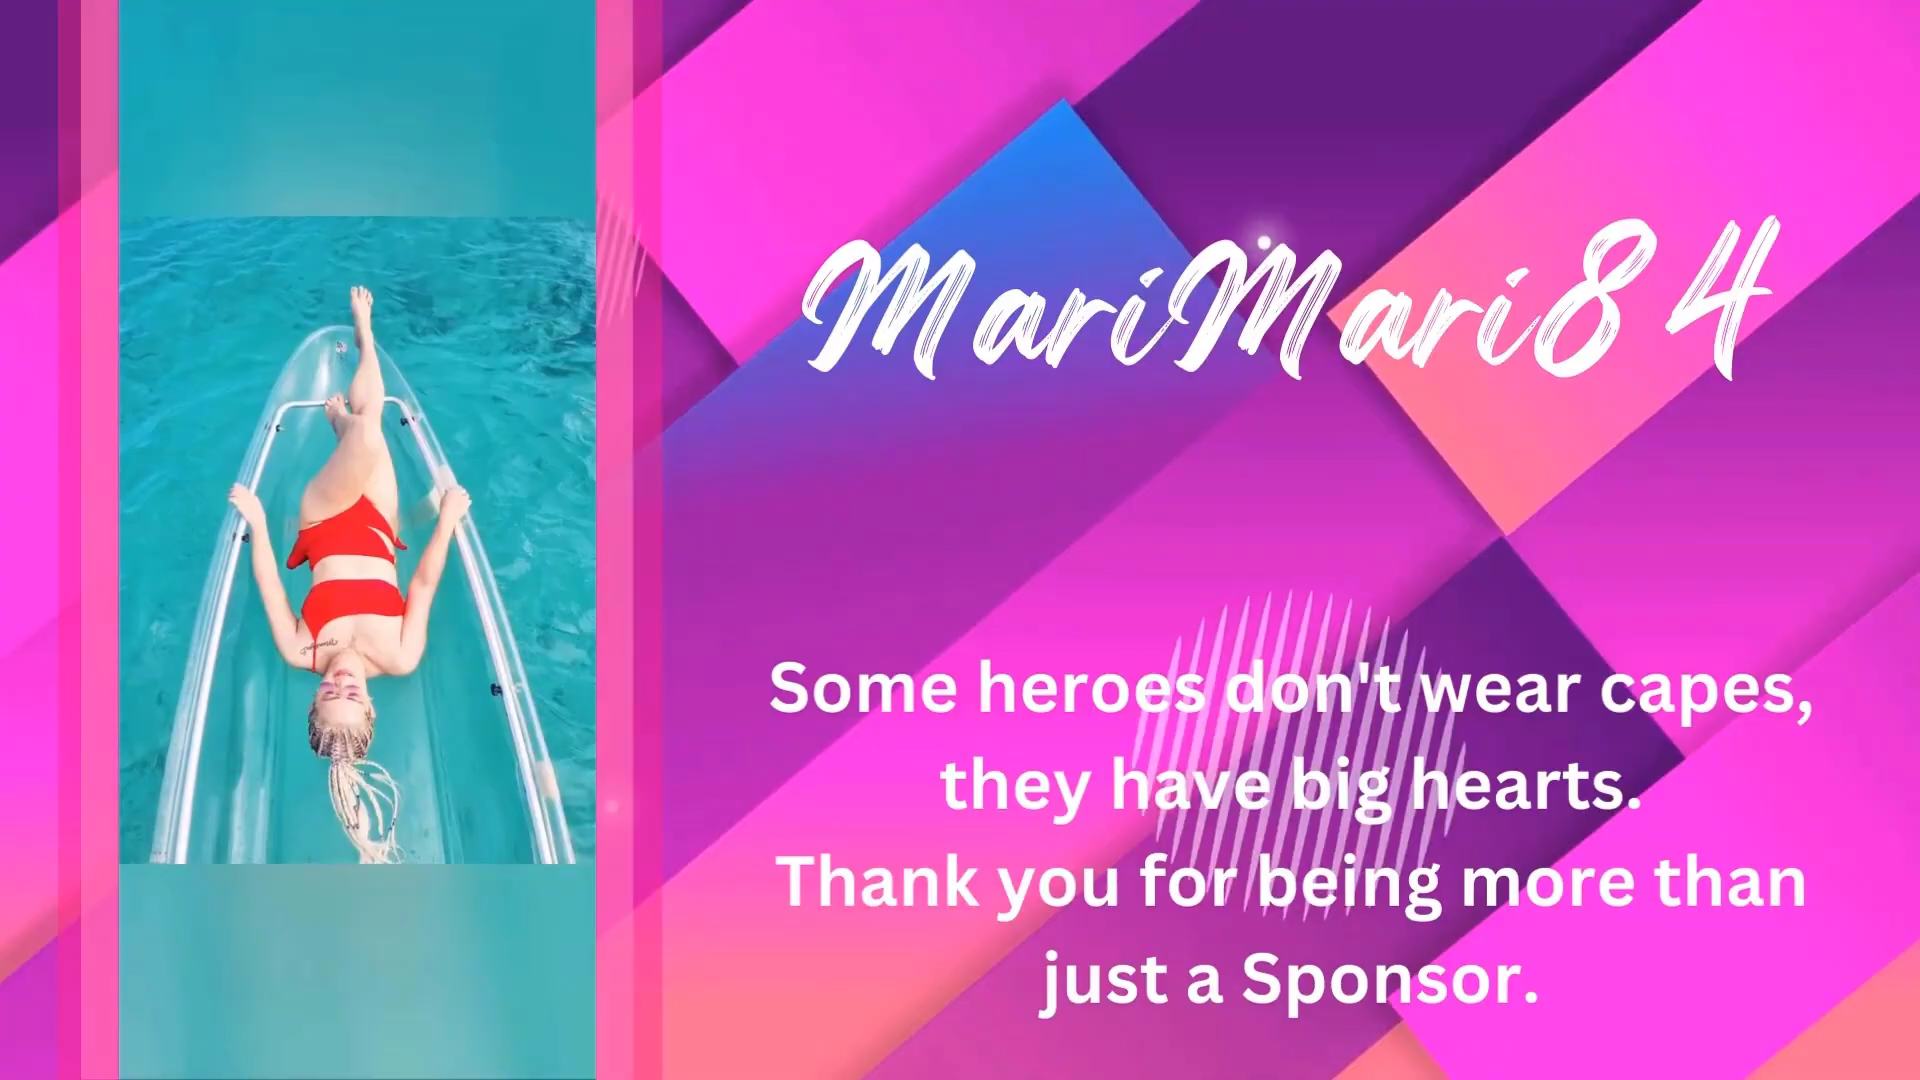 MariMari84
Some heroes don't wear capes,
they have big hearts.
Thank you for being more than
just a Sponsor.